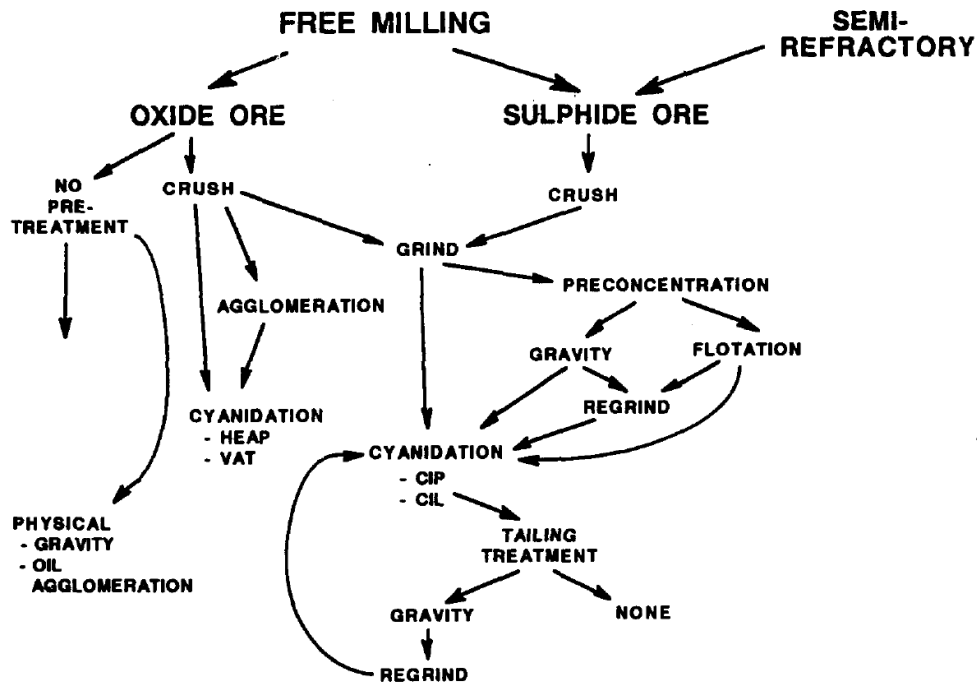 FREE MILLING
SEMI-
REFRACTORY
OXIDE ORE
SULPHIDE ORE
NO
PRE-
TREATMENT
CRUSH
CRUSH
GRIND
AGGLOMERATION
PRECONCENTRATION
GRAVITY
FLOTATION
REGRIND
CYANIDATION
- HEAP
- VAT
CYANIDATION
- CIP
- CIL
PHYSICAL
- GRAVITY
- OIL
AGGLOMERATION
TAILING
TREATMENT
GRAVITY
NONE
REGRIND